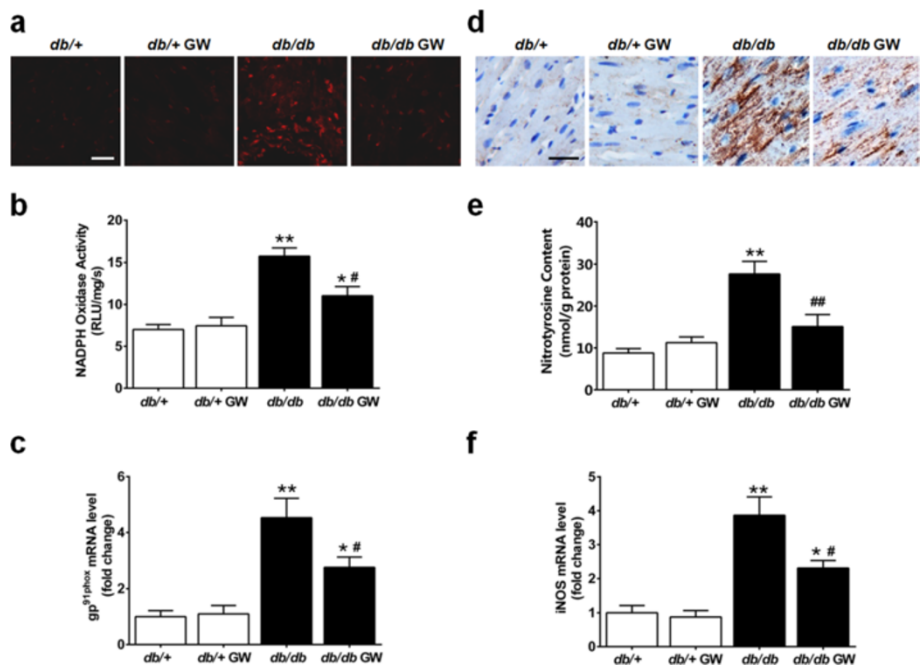 a
db/+
db/+ GW
db/db
db/db GW
d
db/+
db/+ GW
db/db
db/db GW
b
NADPH Oxidase Activity
(RLU/mg/s)
20
15
10
5
0
**
* #
db/+
db/+ GW
db/db
db/db GW
e
Nitrotyrosine Content
(nmol/g protein)
40
30
20
10
0
**
##
db/+
db/+ GW
db/db
db/db GW
c
gp91phox mRNA level
(fold change)
6
4
2
0
**
* #
db/+
db/+ GW
db/db
db/db GW
f
iNOS mRNA level
(fold change)
5
4
3
2
1
0
**
* #
db/+
db/+ GW
db/db
db/db GW